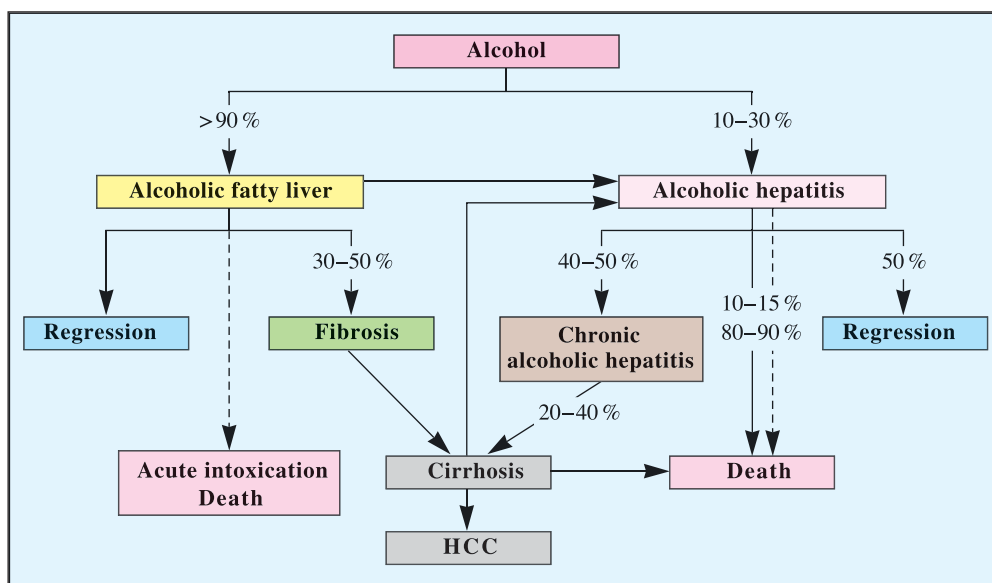 Alcohol
>90 %
10–30 %
Alcoholic fatty liver
Alcoholic hepatitis
30–50 %
40–50 %
50 %
10–15 %
80–90 %
Regression
Fibrosis
Chronic
alcoholic hepatitis
Regression
20–40 %
Acute intoxication
Death
Cirrhosis
Death
HCC